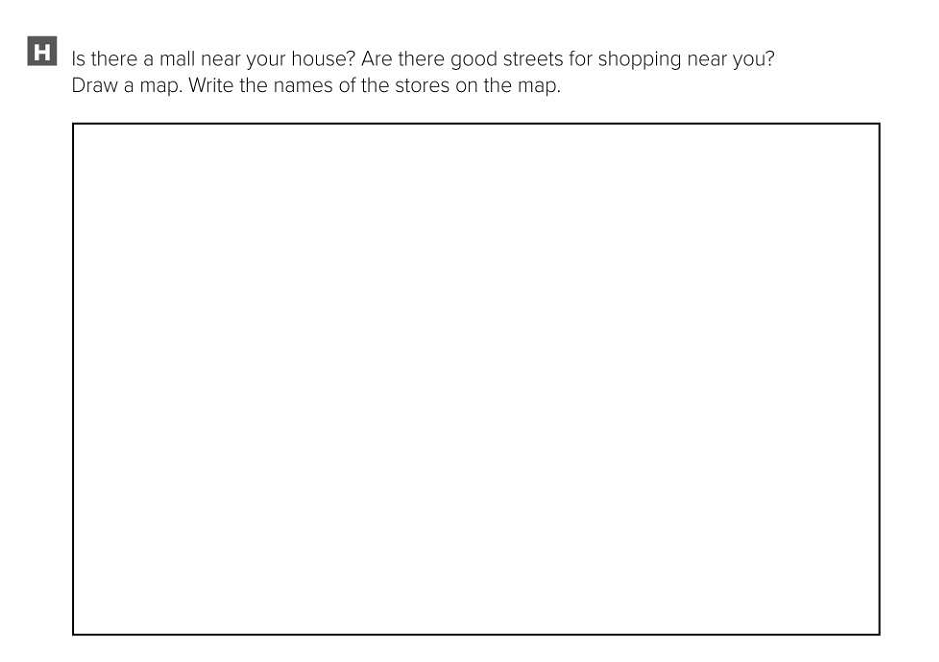 H
Is there a mall near your house? Are there good streets for shopping near you?
Draw a map. Write the names of the stores on the map.